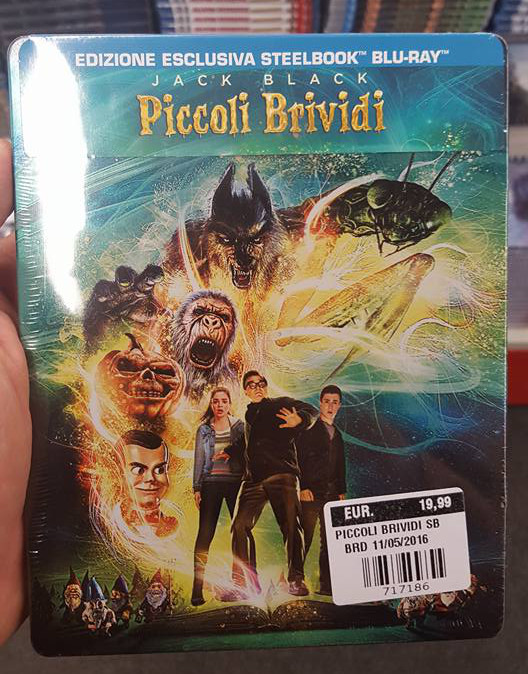 EDIZIONE ESCLUSIVA STEELBOOK™ BLU-RAY™
JACK BLACK
Piccoli Brividi
EUR. 19,99
PICCOLI BRIVIDI SB
BRD 11/05/2016
717186